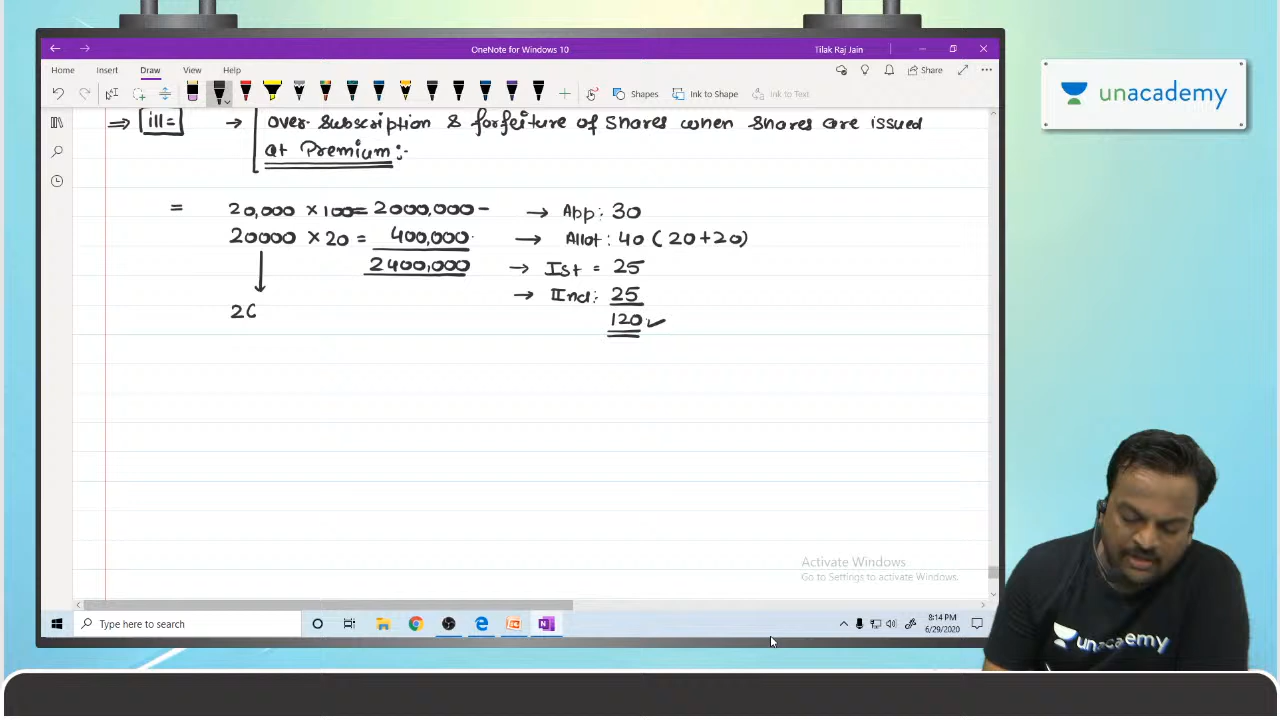 OneNote for Windows 10
Tilak Raj Jain
Home Insert Draw View Help
Share
Shapes Ink to Shape Ink to Text
unacademy
⇒ ill= → Over-subscription & forfeiture of Shares when Shares are issued
at Premium:-
= 20,000 × 100 = 2000,000 -
20000 × 20 = 400,000
2400,000
20
→ App: 30
→ Allot: 40 (20+20)
→ Ist = 25
→ IInd: 25
120 ✓
Activate Windows
Go to Settings to activate Windows.
Type here to search
8:14 PM
6/29/2020
unacademy